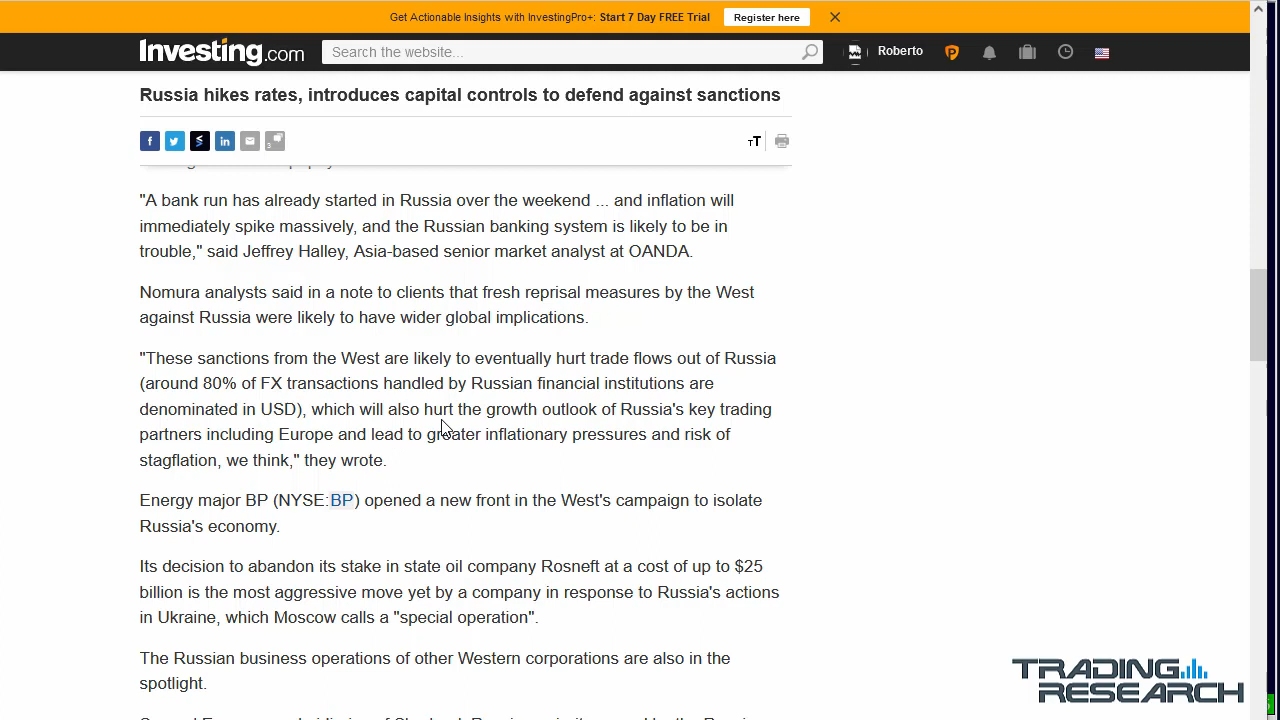 Get Actionable Insights with InvestingPro+: Start 7 Day FREE Trial Register here
Investing.com Search the website... Roberto
Russia hikes rates, introduces capital controls to defend against sanctions
3 TT
"A bank run has already started in Russia over the weekend ... and inflation will
immediately spike massively, and the Russian banking system is likely to be in
trouble," said Jeffrey Halley, Asia-based senior market analyst at OANDA.
Nomura analysts said in a note to clients that fresh reprisal measures by the West
against Russia were likely to have wider global implications.
"These sanctions from the West are likely to eventually hurt trade flows out of Russia
(around 80% of FX transactions handled by Russian financial institutions are
denominated in USD), which will also hurt the growth outlook of Russia's key trading
partners including Europe and lead to greater inflationary pressures and risk of
stagflation, we think," they wrote.
Energy major BP (NYSE:BP) opened a new front in the West's campaign to isolate
Russia's economy.
Its decision to abandon its stake in state oil company Rosneft at a cost of up to $25
billion is the most aggressive move yet by a company in response to Russia's actions
in Ukraine, which Moscow calls a "special operation".
The Russian business operations of other Western corporations are also in the
spotlight.
TRADING
RESEARCH